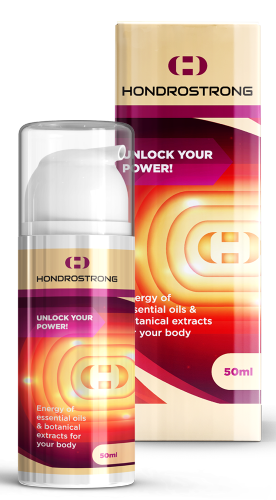 HONDROSTRONG
UNLOCK YOUR
POWER!
nergy of
essential oils &
botanical extracts
for your body
50ml
HONDROSTRONG
UNLOCK YOUR
POWER!
Energy of
essential oils
& botanical
extracts for
your body
50ml